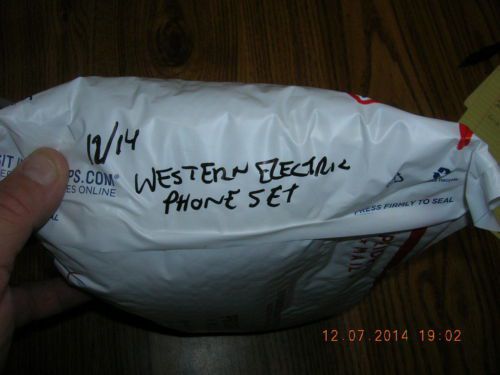 12/14
WESTERN ELECTRIC
PHONE SET
PS.COM®
ES ONLINE
PRESS FIRMLY TO SEAL
MAIL
12.07.2014 19:02